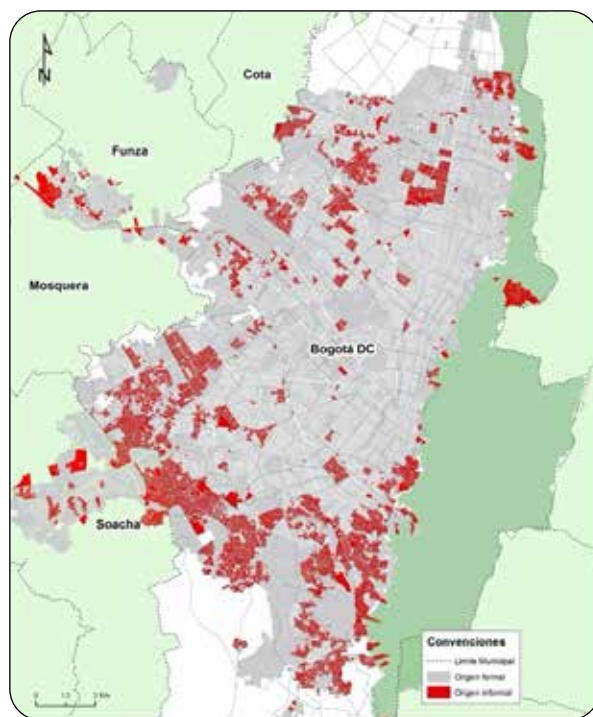 N
Cota
Funza
Mosquera
Bogotá DC
Soacha
Convenciones
Límite Municipal
Origen formal
Origen informal